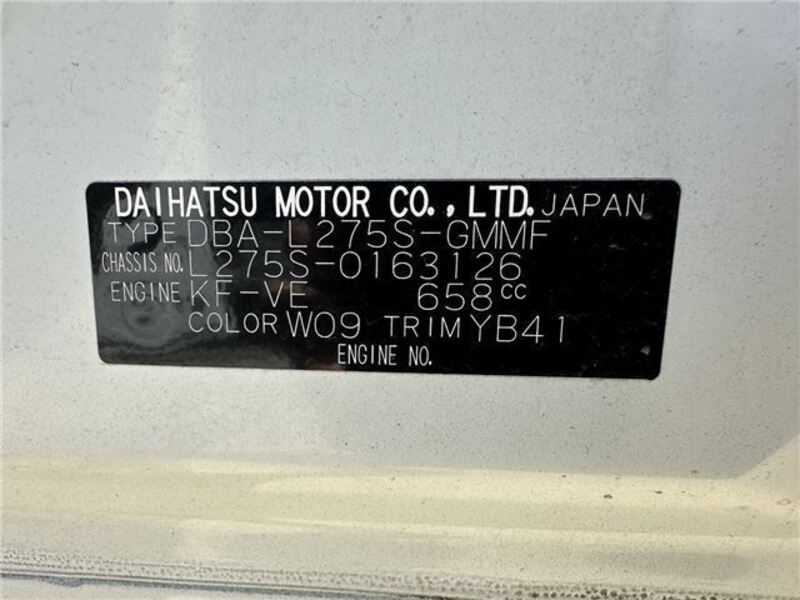 DAIHATSU MOTOR CO.,LTD. JAPAN
TYPE DBA-L275S-GMMF
CHASSIS NO. L275S-0163126
ENGINE KF-VE 658cc
COLOR W09 TRIM YB41
ENGINE NO.